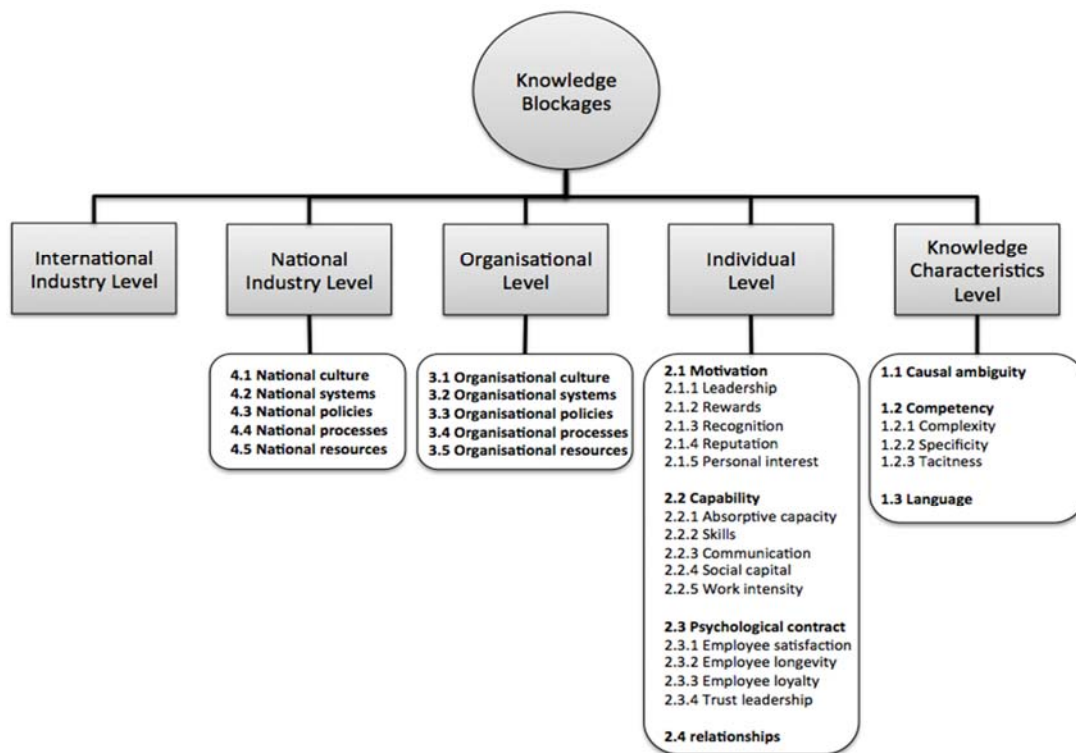 Knowledge
Blockages
International
Industry Level
National
Industry Level
Organisational
Level
Individual
Level
Knowledge
Characteristics
Level
4.1 National culture
4.2 National systems
4.3 National policies
4.4 National processes
4.5 National resources
3.1 Organisational culture
3.2 Organisational systems
3.3 Organisational policies
3.4 Organisational processes
3.5 Organisational resources
2.1 Motivation
2.1.1 Leadership
2.1.2 Rewards
2.1.3 Recognition
2.1.4 Reputation
2.1.5 Personal interest
2.2 Capability
2.2.1 Absorptive capacity
2.2.2 Skills
2.2.3 Communication
2.2.4 Social capital
2.2.5 Work intensity
2.3 Psychological contract
2.3.1 Employee satisfaction
2.3.2 Employee longevity
2.3.3 Employee loyalty
2.3.4 Trust leadership
2.4 relationships
1.1 Causal ambiguity
1.2 Competency
1.2.1 Complexity
1.2.2 Specificity
1.2.3 Tacitness
1.3 Language